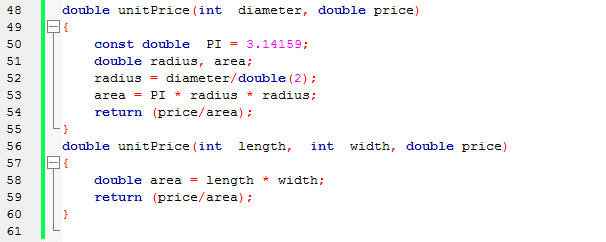 48 double unitPrice(int  diameter, double price)
49 {
50     const double  PI = 3.14159;
51     double radius, area;
52     radius = diameter/double(2);
53     area = PI * radius * radius;
54     return (price/area);
55 }
56 double unitPrice(int  length,  int  width, double price)
57 {
58     double area = length * width;
59     return (price/area);
60 }
61